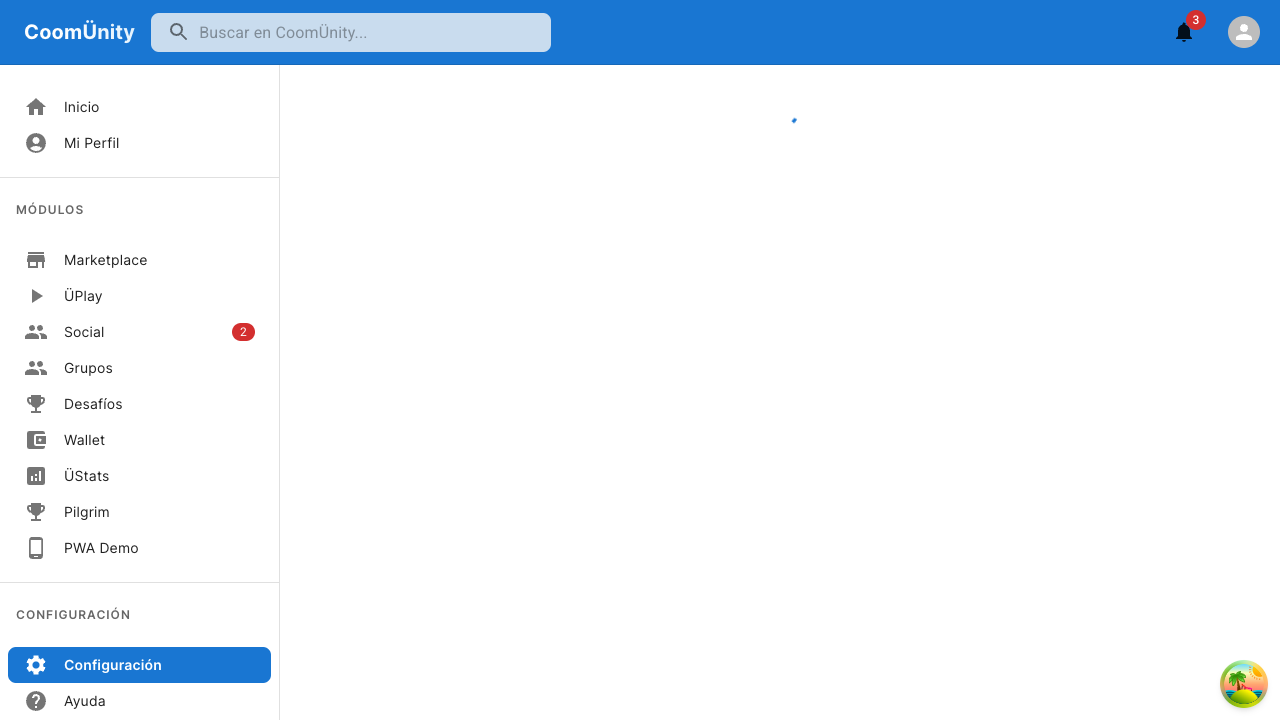 CoomÜnity
Buscar en CoomÜnity...
3
Inicio
Mi Perfil
MÓDULOS
Marketplace
ÜPlay
Social
2
Grupos
Desafíos
Wallet
ÜStats
Pilgrim
PWA Demo
CONFIGURACIÓN
Configuración
Ayuda